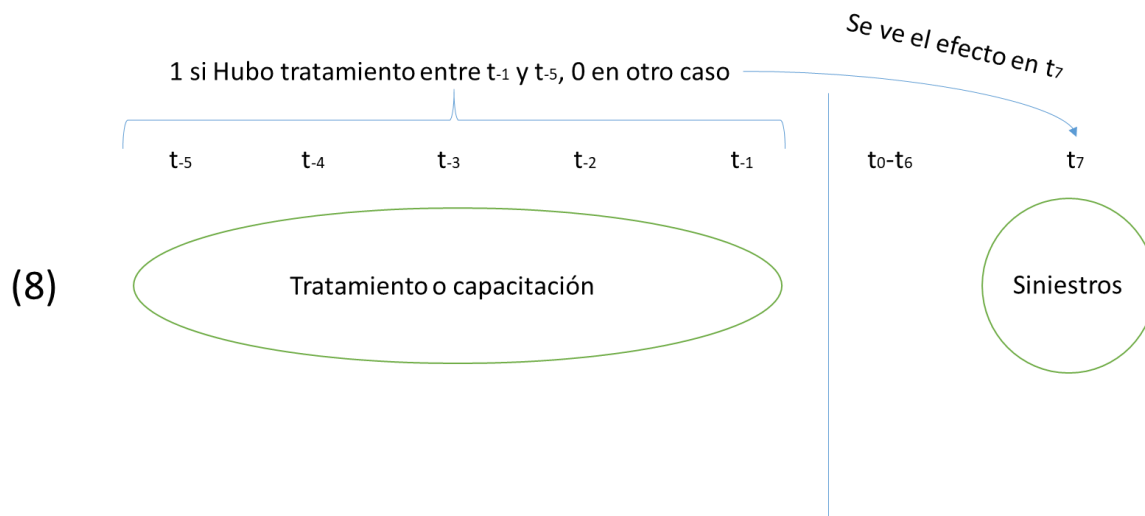 Se ve el efecto en t7
1 si Hubo tratamiento entre t-1 y t-5, 0 en otro caso
t-5 t-4 t-3 t-2 t-1 t0-t6 t7
(8) Tratamiento o capacitación Siniestros